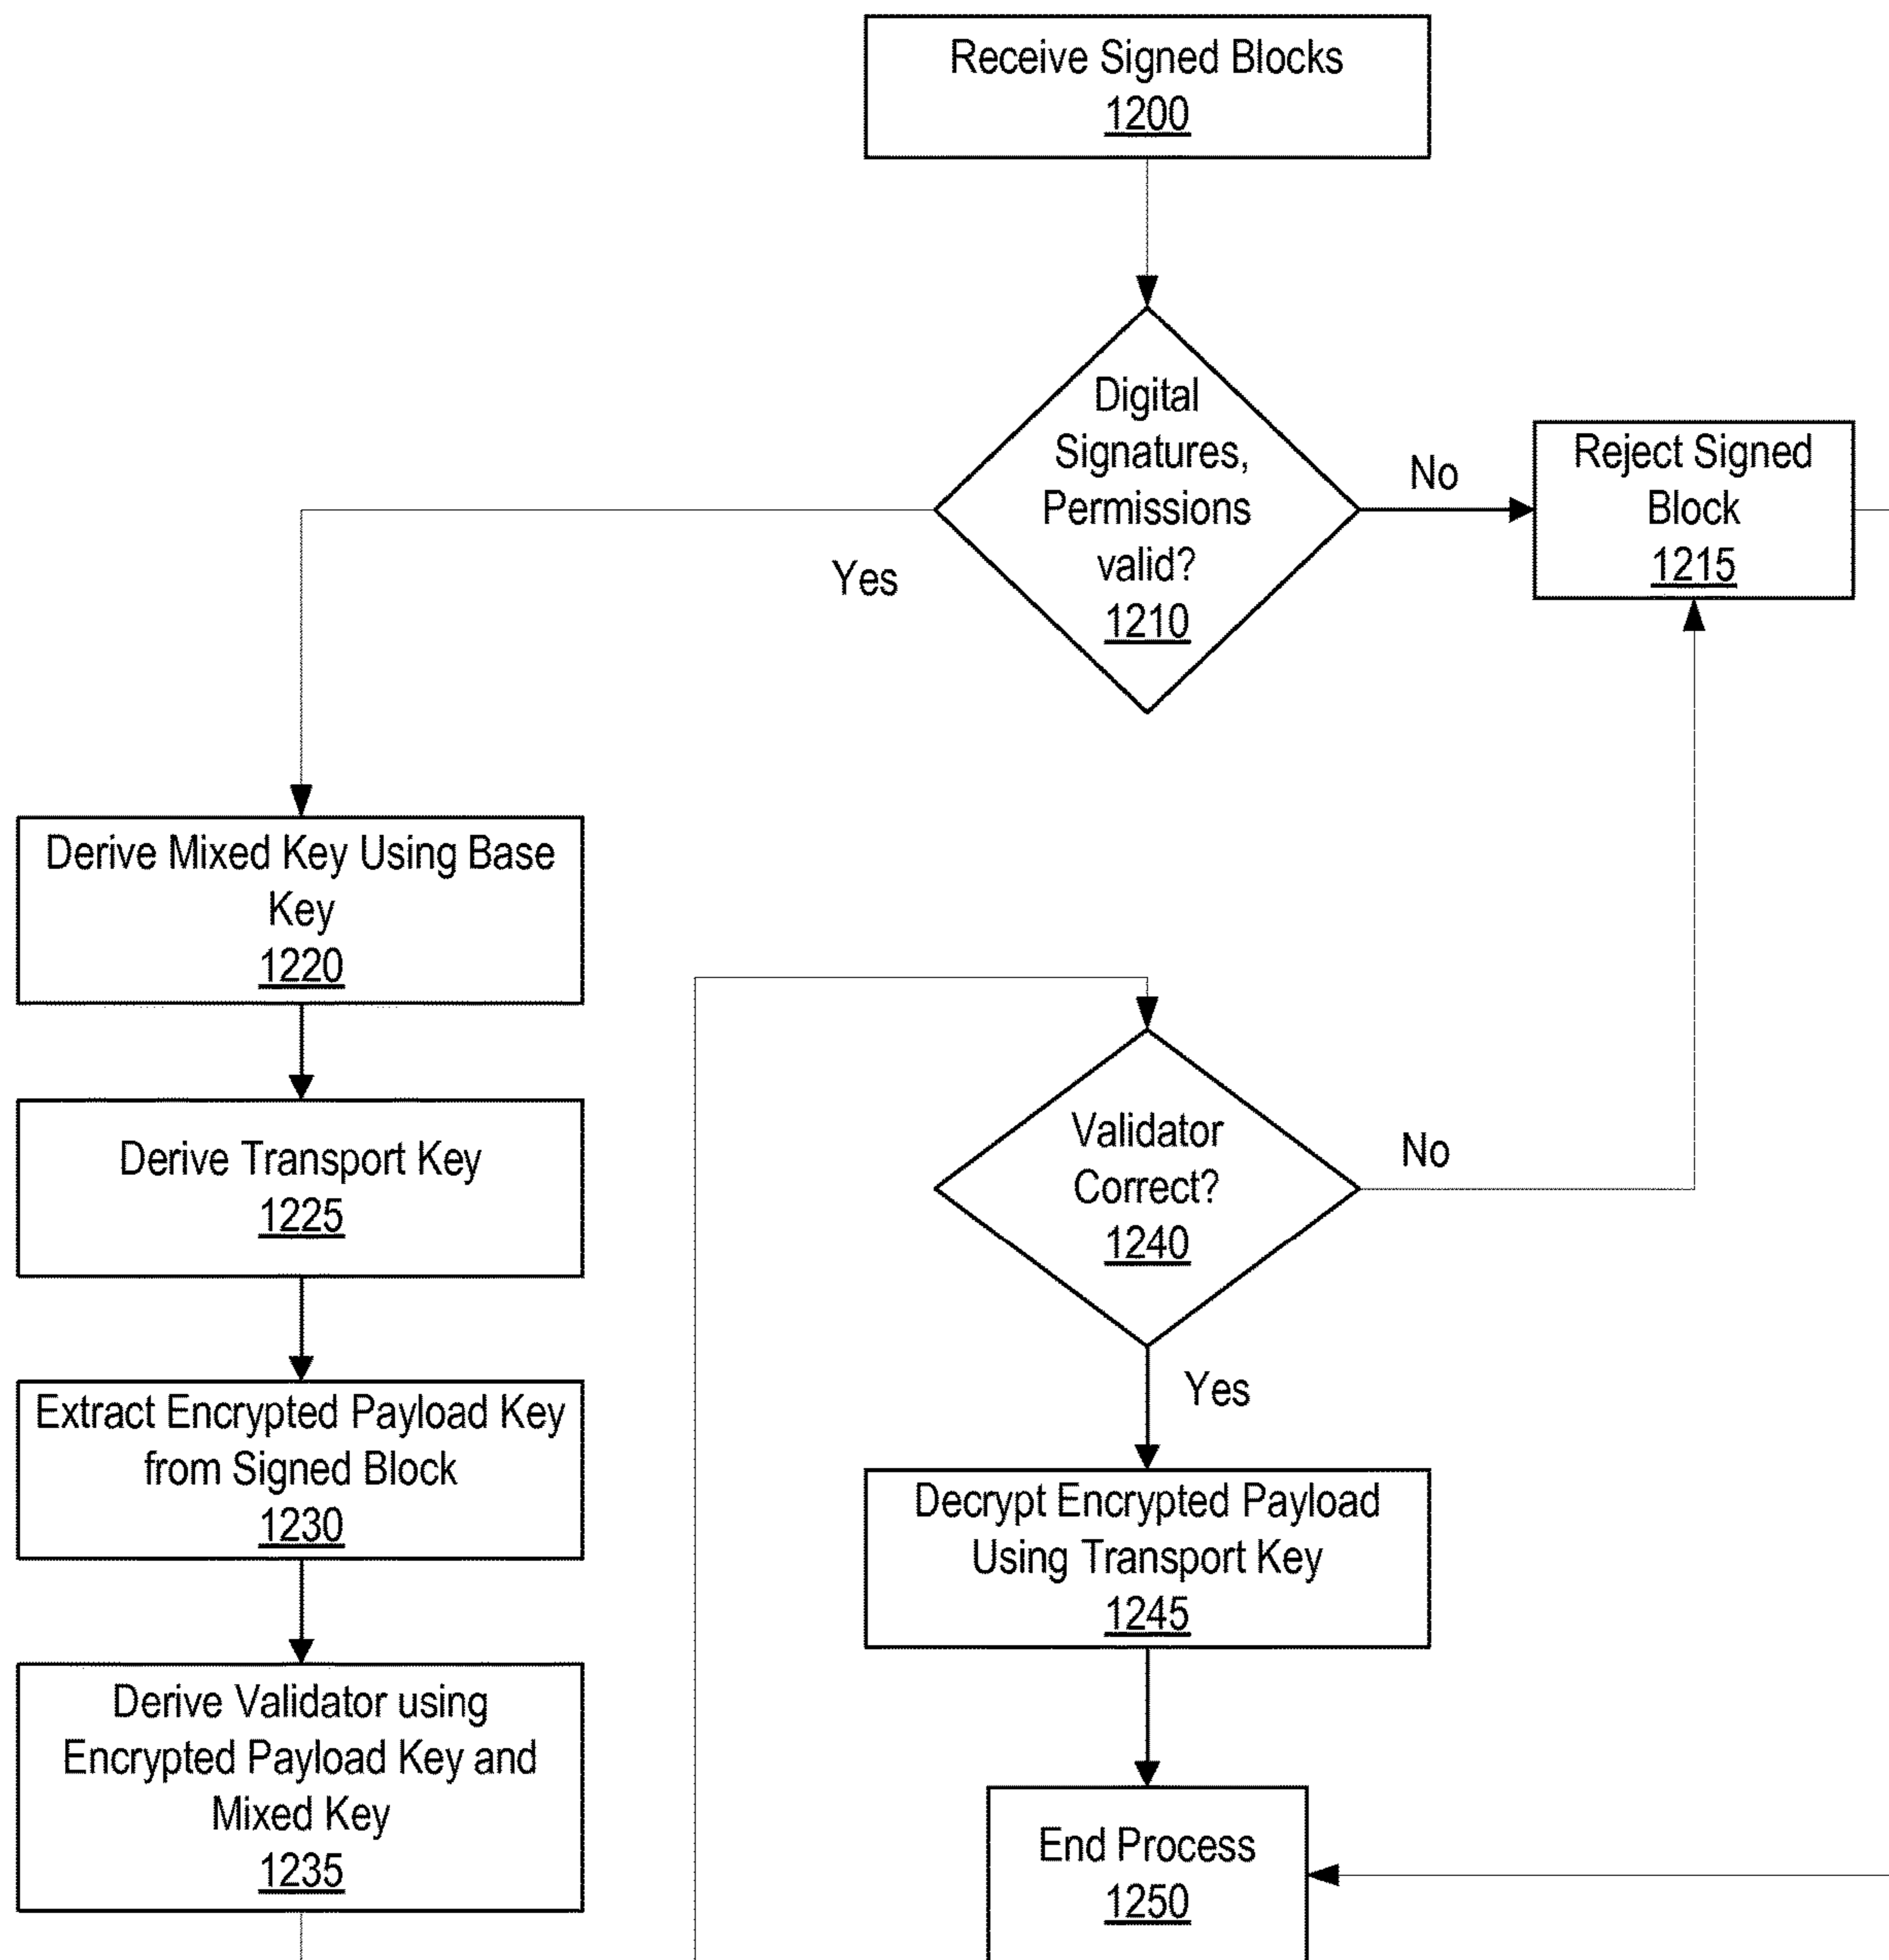 Receive Signed Blocks
1200
Digital
Signatures,
Permissions
valid?
1210
No
Reject Signed
Block
1215
Yes
Derive Mixed Key Using Base
Key
1220
Derive Transport Key
1225
Extract Encrypted Payload Key
from Signed Block
1230
Derive Validator using
Encrypted Payload Key and
Mixed Key
1235
Validator
Correct?
1240
No
Yes
Decrypt Encrypted Payload
Using Transport Key
1245
End Process
1250